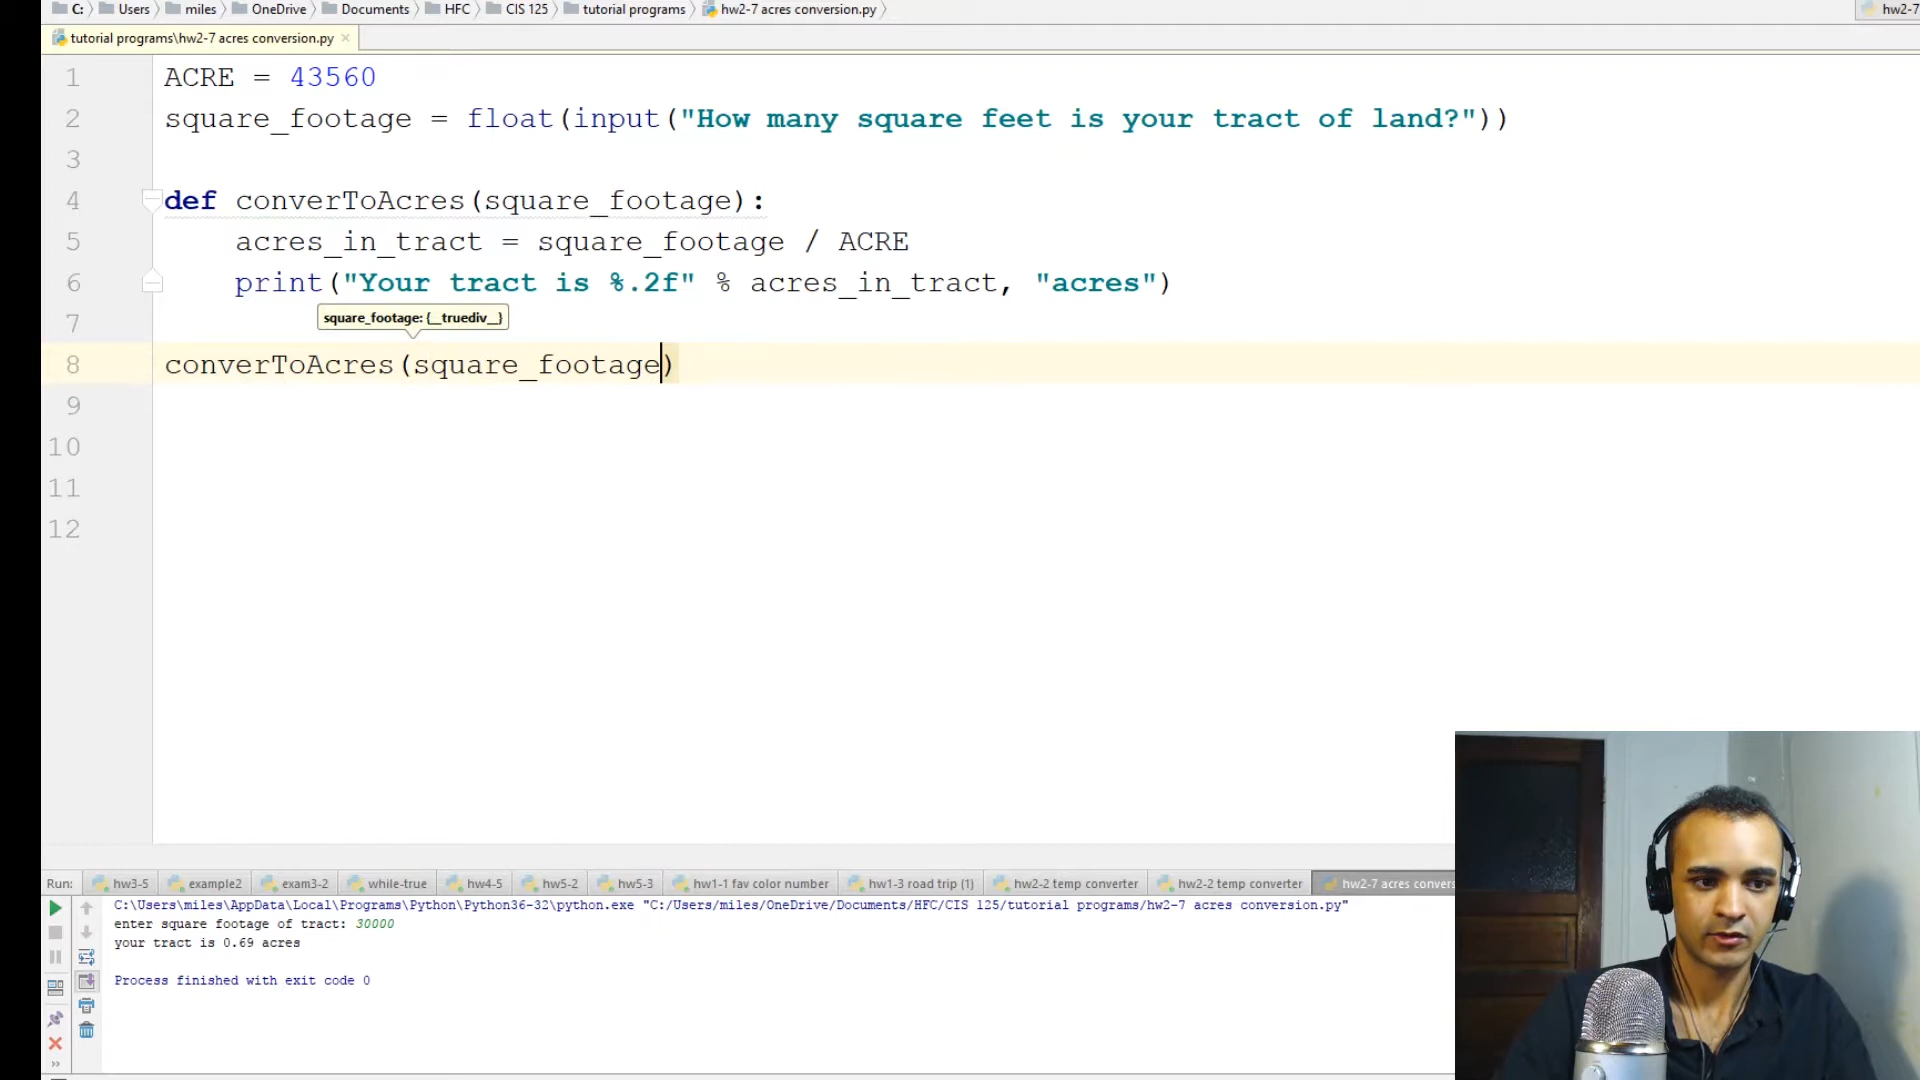 C: Users miles OneDrive Documents HFC CIS 125 tutorial programs hw2-7 acres conversion.py hw2-7
tutorial programs\hw2-7 acres conversion.py ×
1 ACRE = 43560
2 square_footage = float(input("How many square feet is your tract of land?"))
3
4 def converToAcres(square_footage):
5 acres_in_tract = square_footage / ACRE
6 print("Your tract is %.2f" % acres_in_tract, "acres")
square_footage: {__truediv__}
7
8 converToAcres(square_footage)
9
10
11
12
Run: hw3-5 example2 exam3-2 while-true hw4-5 hw5-2 hw5-3 hw1-1 fav color number hw1-3 road trip (1) hw2-2 temp converter hw2-2 temp converter hw2-7 acres convers
C:\Users\miles\AppData\Local\Programs\Python\Python36-32\python.exe "C:/Users/miles/OneDrive/Documents/HFC/CIS 125/tutorial programs/hw2-7 acres conversion.py"
enter square footage of tract: 30000
your tract is 0.69 acres
Process finished with exit code 0